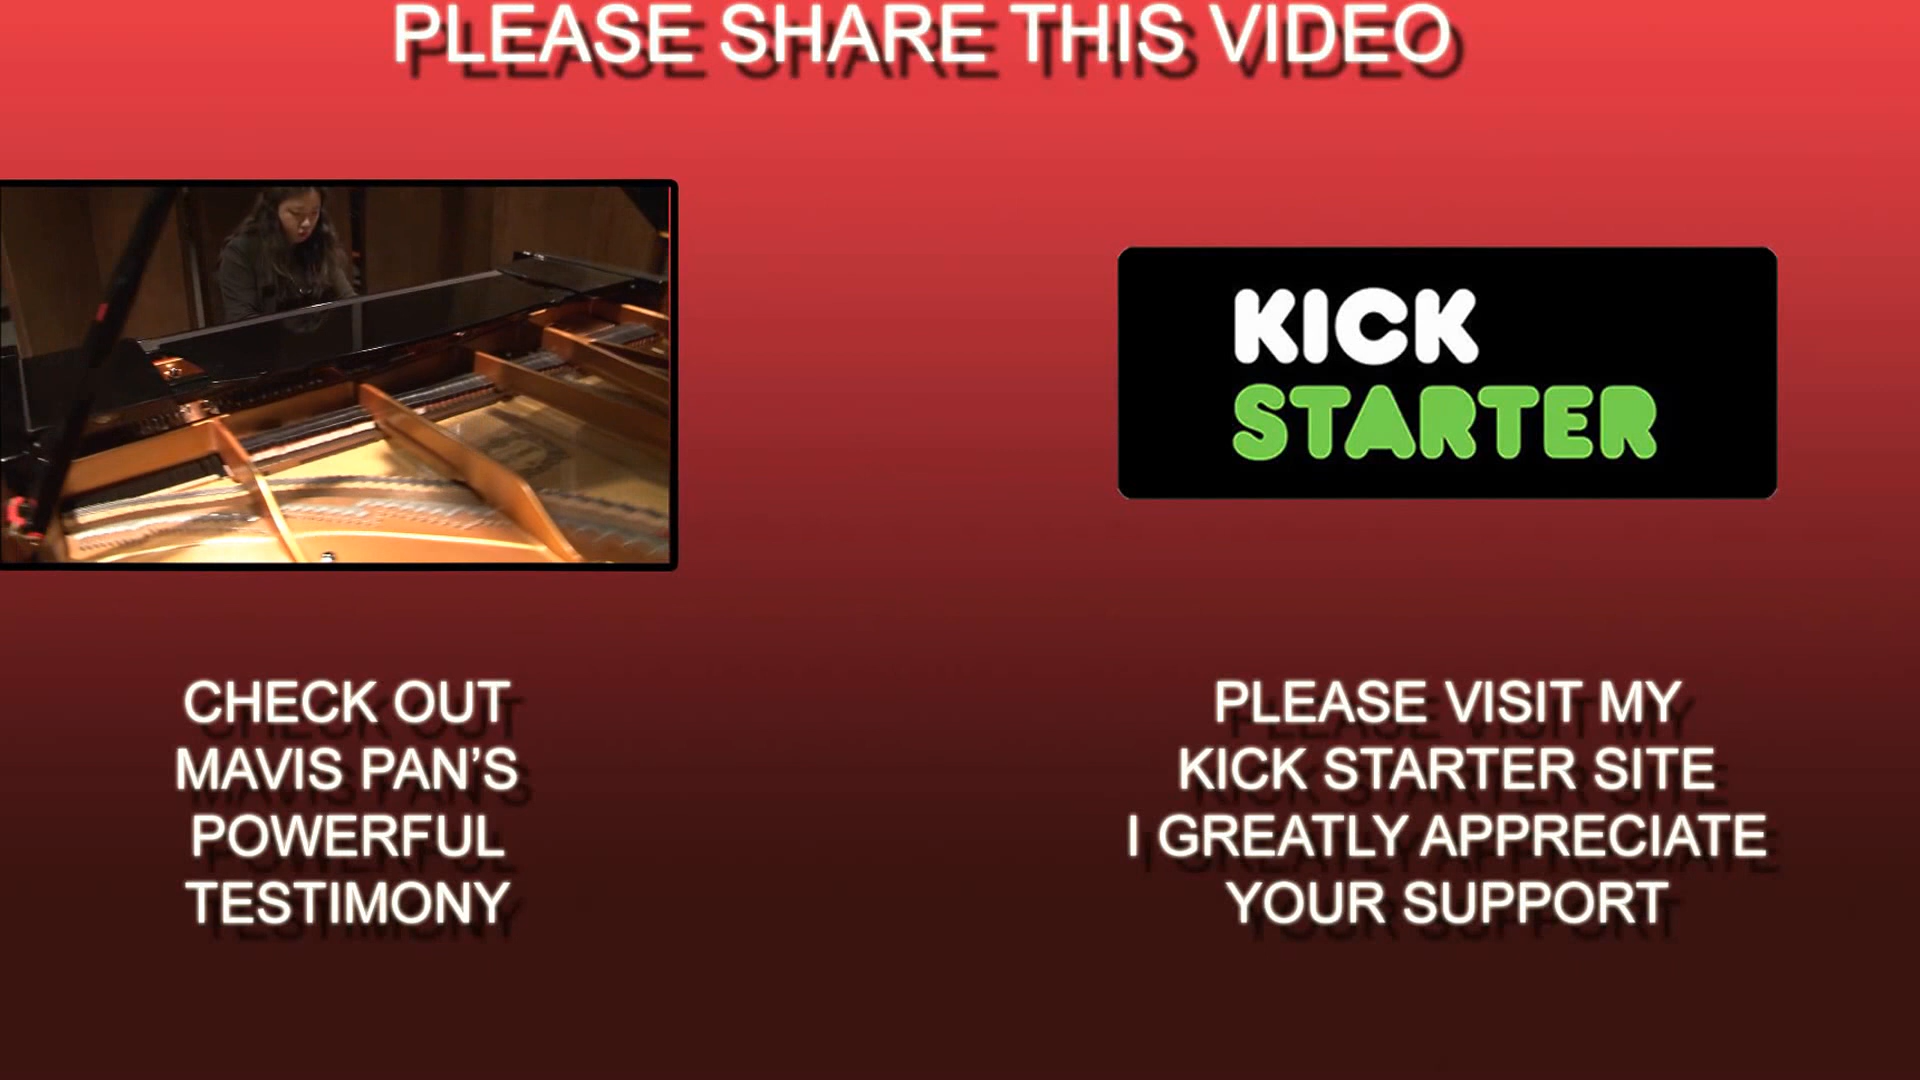 PLEASE SHARE THIS VIDEO
KICK
STARTER
CHECK OUT
MAVIS PAN'S
POWERFUL
TESTIMONY
PLEASE VISIT MY
KICK STARTER SITE
I GREATLY APPRECIATE
YOUR SUPPORT